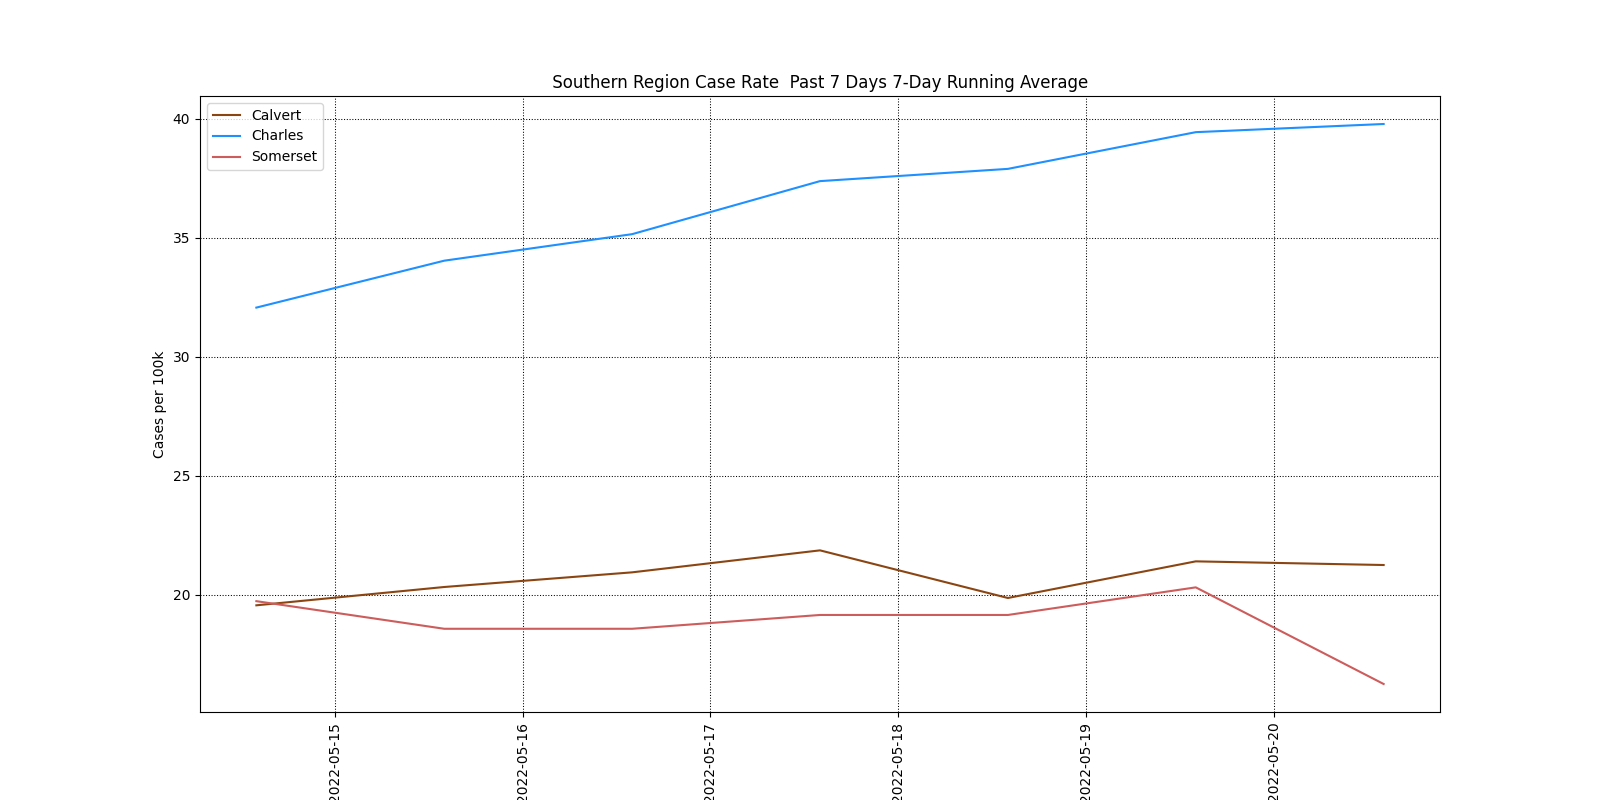 Southern Region Case Rate  Past 7 Days 7-Day Running Average
Calvert
Charles
Somerset
Cases per 100k
40
35
30
25
20
2022-05-15
2022-05-16
2022-05-17
2022-05-18
2022-05-19
2022-05-20